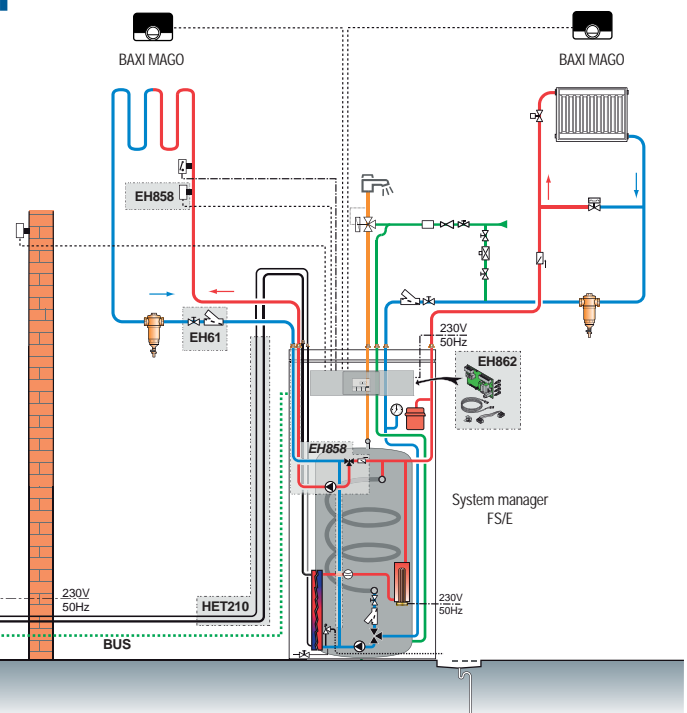 BAXI MAGO
BAXI MAGO
EH858
EH61
230V
50Hz
EH862
EH858
System manager
FS/E
230V
50Hz
HET210
230V
50Hz
BUS